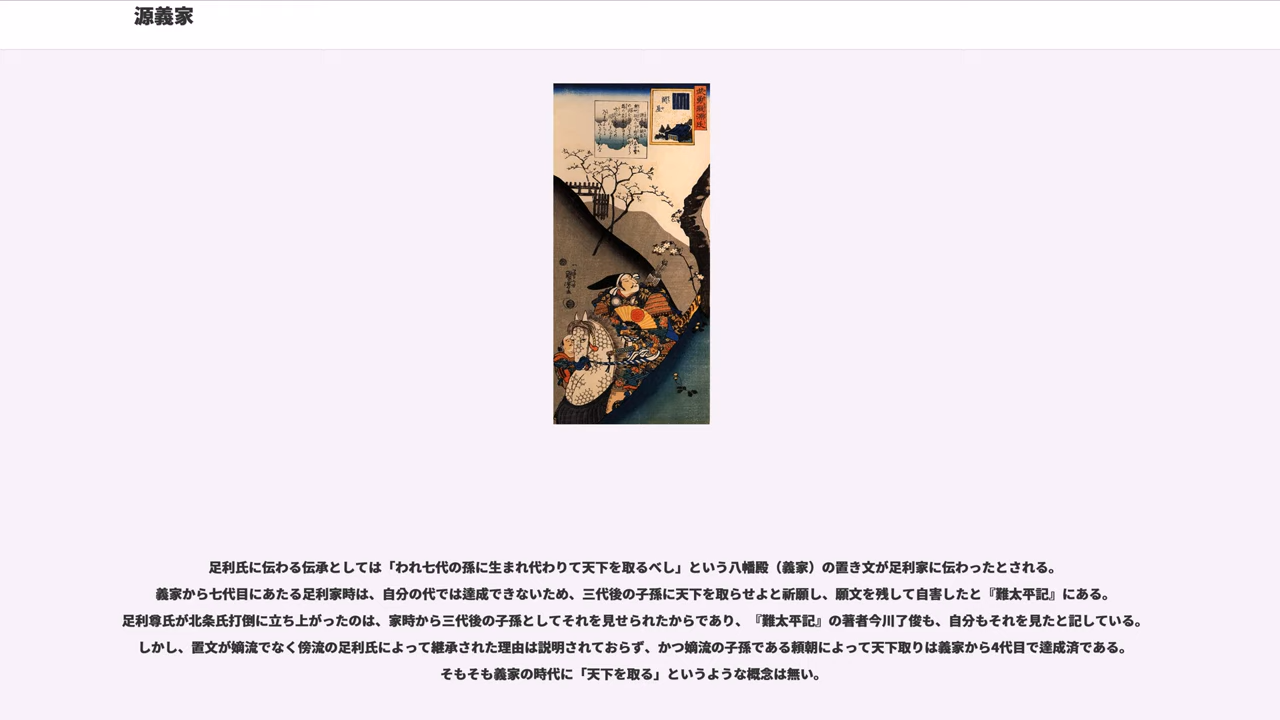 源義家
足利氏に伝わる伝承としては「われ七代の孫に生まれ代わりて天下を取るべし」という八幡殿（義家）の置き文が足利家に伝わったとされる。
義家から七代目にあたる足利家時は、自分の代では達成できないため、三代後の子孫に天下を取らせよと祈願し、願文を残して自害したと『難太平記』にある。
足利尊氏が北条氏打倒に立ち上がったのは、家時から三代後の子孫としてそれを見せられたからであり、『難太平記』の著者今川了俊も、自分もそれを見たと記している。
しかし、置文が嫡流でなく傍流の足利氏によって継承された理由は説明されておらず、かつ嫡流の子孫である頼朝によって天下取りは義家から4代目で達成済である。
そもそも義家の時代に「天下を取る」というような概念は無い。